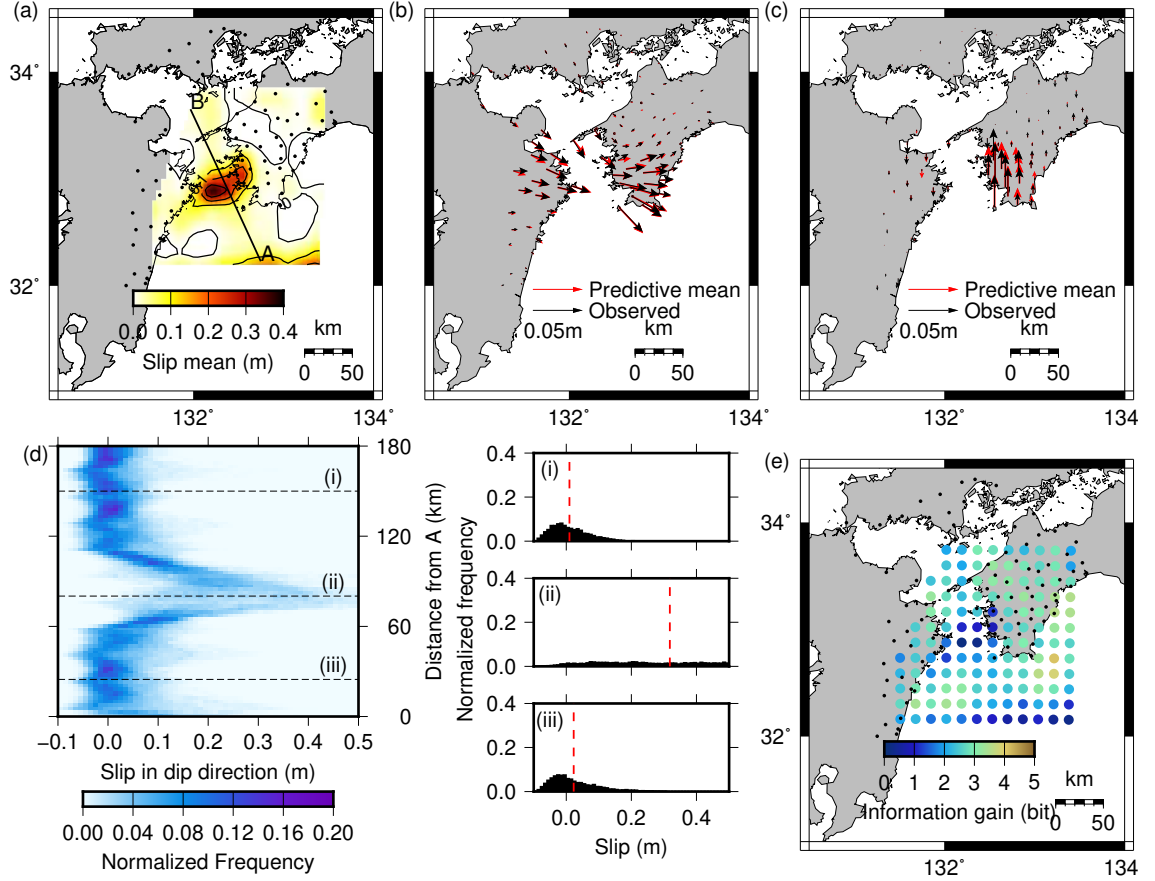 (a)
(b)
(c)
34˚
32˚
B
A
0.0 0.1 0.2 0.3 0.4
Slip mean (m)
km
0 50
132˚ 134˚
Predictive mean
Observed
0.05m
km
0 50
132˚ 134˚
Predictive mean
Observed
0.05m
km
0 50
132˚ 134˚
(d)
(i)
(ii)
(iii)
180
120
60
0
Distance from A (km)
−0.1 0.0 0.1 0.2 0.3 0.4 0.5
Slip in dip direction (m)
0.00 0.04 0.08 0.12 0.16 0.20
Normalized Frequency
Normalized frequency
0.4
0.2
0.0
(i)
0.4
0.2
0.0
(ii)
0.4
0.2
0.0
(iii)
0.0 0.2 0.4
Slip (m)
(e)
34˚
32˚
0 1 2 3 4 5
Information gain (bit)
km
0 50
132˚ 134˚